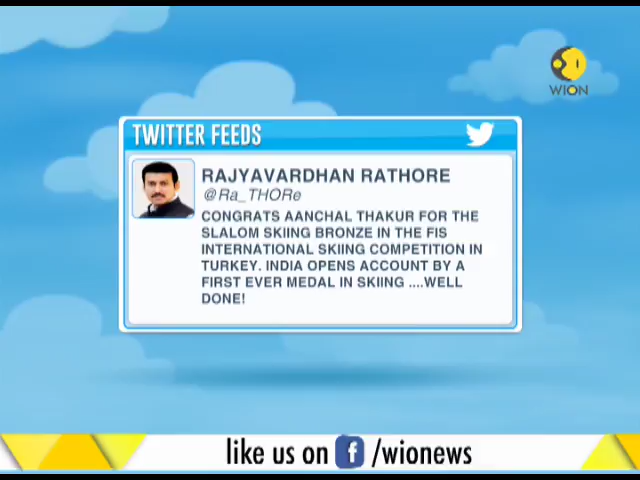 WION
TWITTER FEEDS
RAJYAVARDHAN RATHORE
@Ra_THORe
CONGRATS AANCHAL THAKUR FOR THE
SLALOM SKIING BRONZE IN THE FIS
INTERNATIONAL SKIING COMPETITION IN
TURKEY. INDIA OPENS ACCOUNT BY A
FIRST EVER MEDAL IN SKIING ....WELL
DONE!
like us on f /wionews